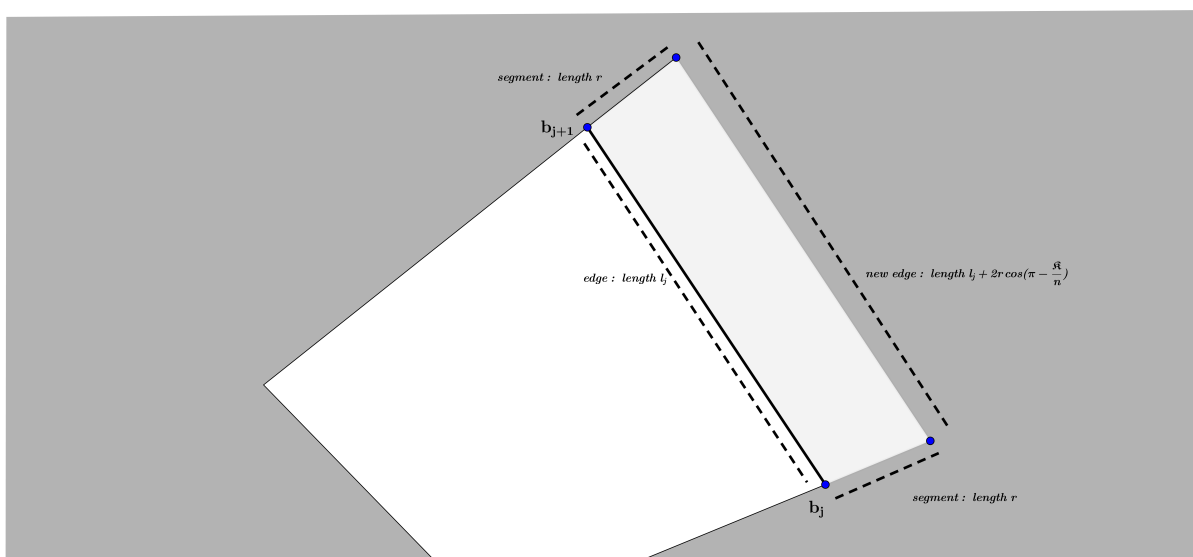 segment : length r
b_{j+1}
edge : length l_j
new edge : length l_j + 2r cos(π − 𝔎/n)
segment : length r
b_j